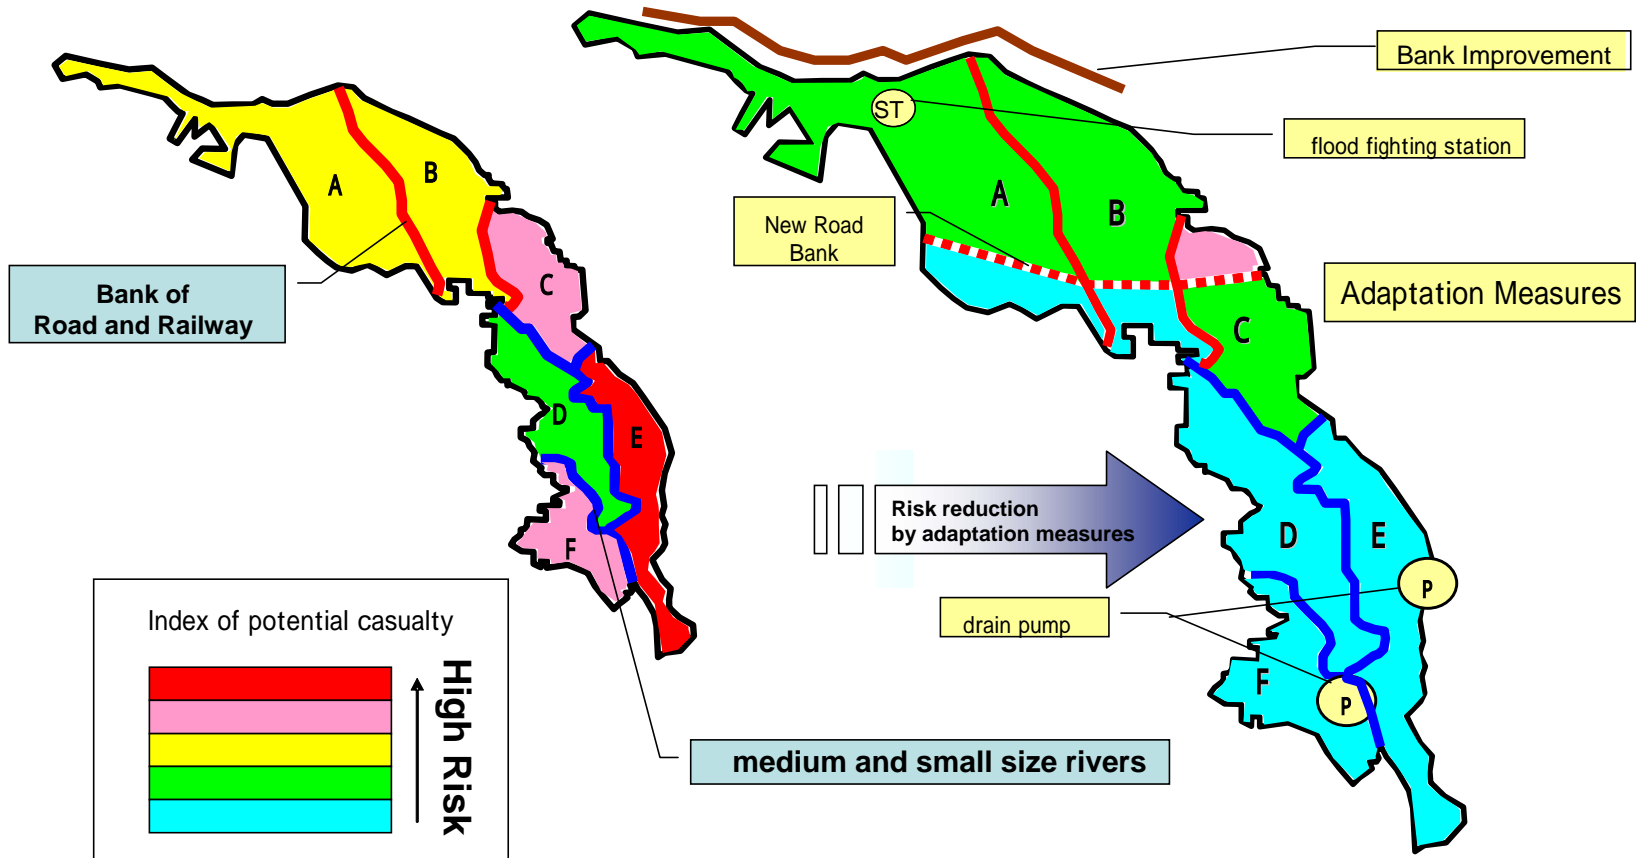 Bank Improvement
ST
flood fighting station
A
B
A
B
New Road
Bank
Bank of
Road and Railway
C
Adaptation Measures
C
D
E
Risk reduction
by adaptation measures
D
E
F
P
drain pump
Index of potential casualty
High Risk
F
P
medium and small size rivers